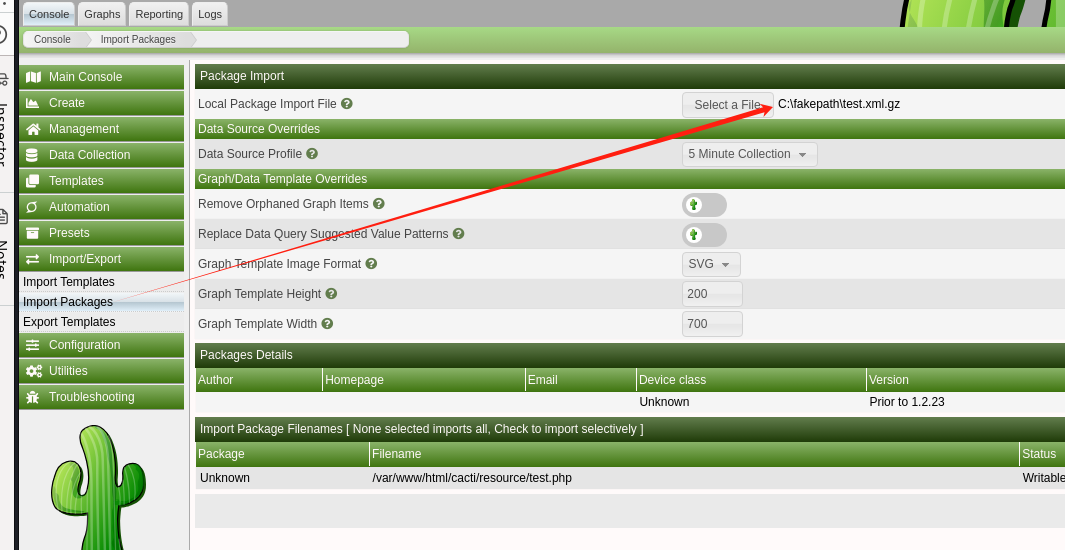 Console Graphs Reporting Logs
Console Import Packages
Inspector
Notes
Main Console
Create
Management
Data Collection
Templates
Automation
Presets
Import/Export
Import Templates
Import Packages
Export Templates
Configuration
Utilities
Troubleshooting
Package Import
Local Package Import File Select a File C:\fakepath\test.xml.gz
Data Source Overrides
Data Source Profile 5 Minute Collection
Graph/Data Template Overrides
Remove Orphaned Graph Items
Replace Data Query Suggested Value Patterns
Graph Template Image Format SVG
Graph Template Height 200
Graph Template Width 700
Packages Details
Author Homepage Email Device class Version
Unknown Prior to 1.2.23
Import Package Filenames [ None selected imports all, Check to import selectively ]
Package Filename Status
Unknown /var/www/html/cacti/resource/test.php Writable